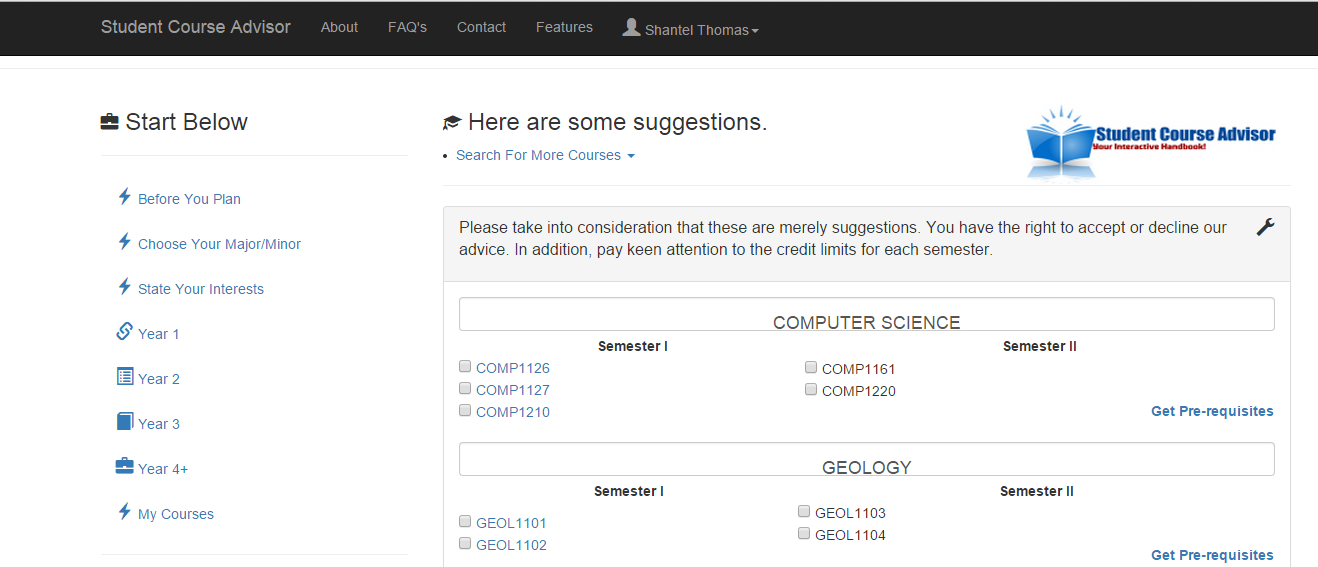 Student Course Advisor About FAQ's Contact Features Shantel Thomas
Start Below
Before You Plan
Choose Your Major/Minor
State Your Interests
Year 1
Year 2
Year 3
Year 4+
My Courses
Here are some suggestions.
Search For More Courses
Student Course Advisor
Your Interactive Handbook!
Please take into consideration that these are merely suggestions. You have the right to accept or decline our
advice. In addition, pay keen attention to the credit limits for each semester.
COMPUTER SCIENCE
Semester I Semester II
COMP1126 COMP1161
COMP1127 COMP1220
COMP1210
Get Pre-requisites
GEOLOGY
Semester I Semester II
GEOL1101 GEOL1103
GEOL1102 GEOL1104
Get Pre-requisites